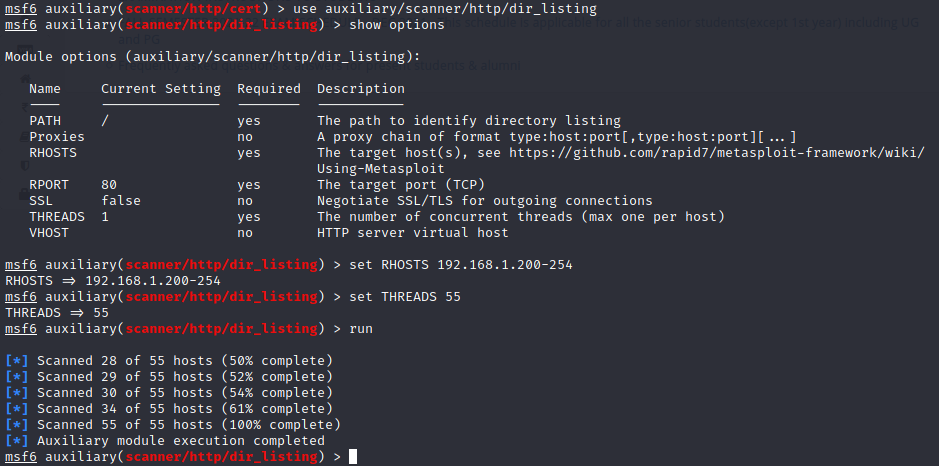 msf6 auxiliary(scanner/http/cert) > use auxiliary/scanner/http/dir_listing
msf6 auxiliary(scanner/http/dir_listing) > show options
Module options (auxiliary/scanner/http/dir_listing):
Name Current Setting Required Description
---- --------------- -------- -----------
PATH / yes The path to identify directory listing
Proxies no A proxy chain of format type:host:port[,type:host:port][...]
RHOSTS yes The target host(s), see https://github.com/rapid7/metasploit-framework/wiki/
Using-Metasploit
RPORT 80 yes The target port (TCP)
SSL false no Negotiate SSL/TLS for outgoing connections
THREADS 1 yes The number of concurrent threads (max one per host)
VHOST no HTTP server virtual host
msf6 auxiliary(scanner/http/dir_listing) > set RHOSTS 192.168.1.200-254
RHOSTS => 192.168.1.200-254
msf6 auxiliary(scanner/http/dir_listing) > set THREADS 55
THREADS => 55
msf6 auxiliary(scanner/http/dir_listing) > run
[*] Scanned 28 of 55 hosts (50% complete)
[*] Scanned 29 of 55 hosts (52% complete)
[*] Scanned 30 of 55 hosts (54% complete)
[*] Scanned 34 of 55 hosts (61% complete)
[*] Scanned 55 of 55 hosts (100% complete)
[*] Auxiliary module execution completed
msf6 auxiliary(scanner/http/dir_listing) >